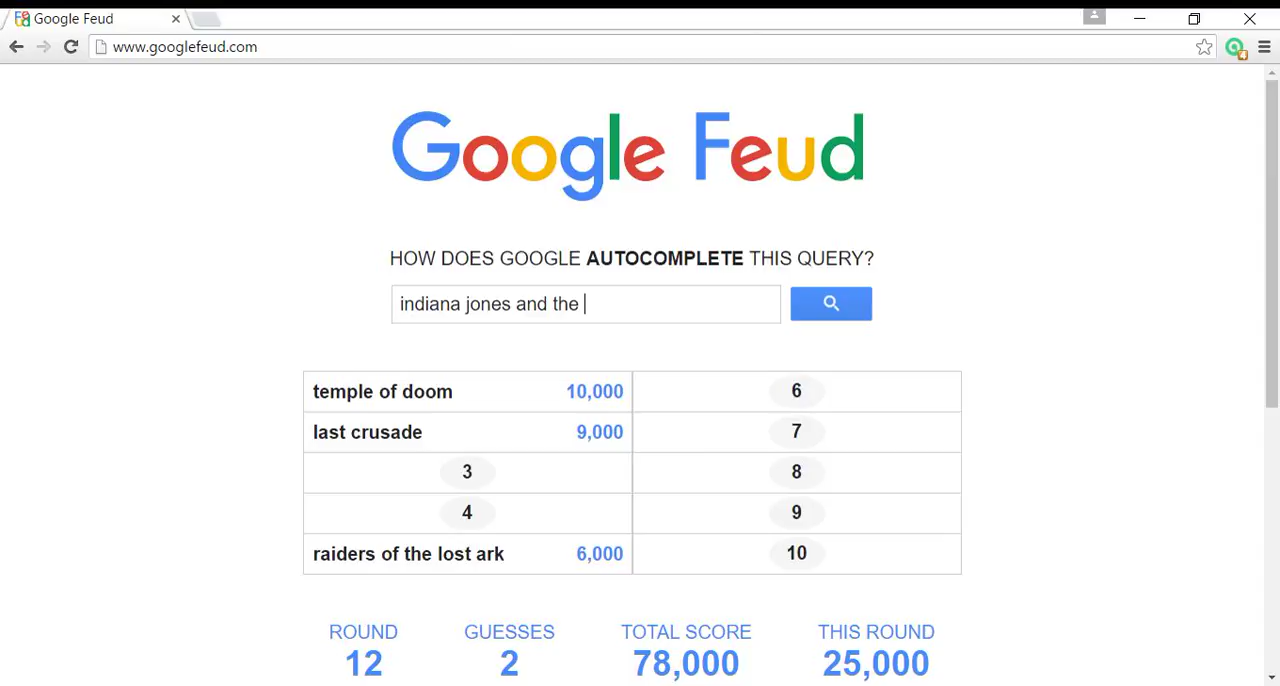 Google Feud
www.googlefeud.com
Google Feud
HOW DOES GOOGLE AUTOCOMPLETE THIS QUERY?
indiana jones and the
temple of doom 10,000 6
last crusade 9,000 7
3 8
4 9
raiders of the lost ark 6,000 10
ROUND GUESSES TOTAL SCORE THIS ROUND
12 2 78,000 25,000